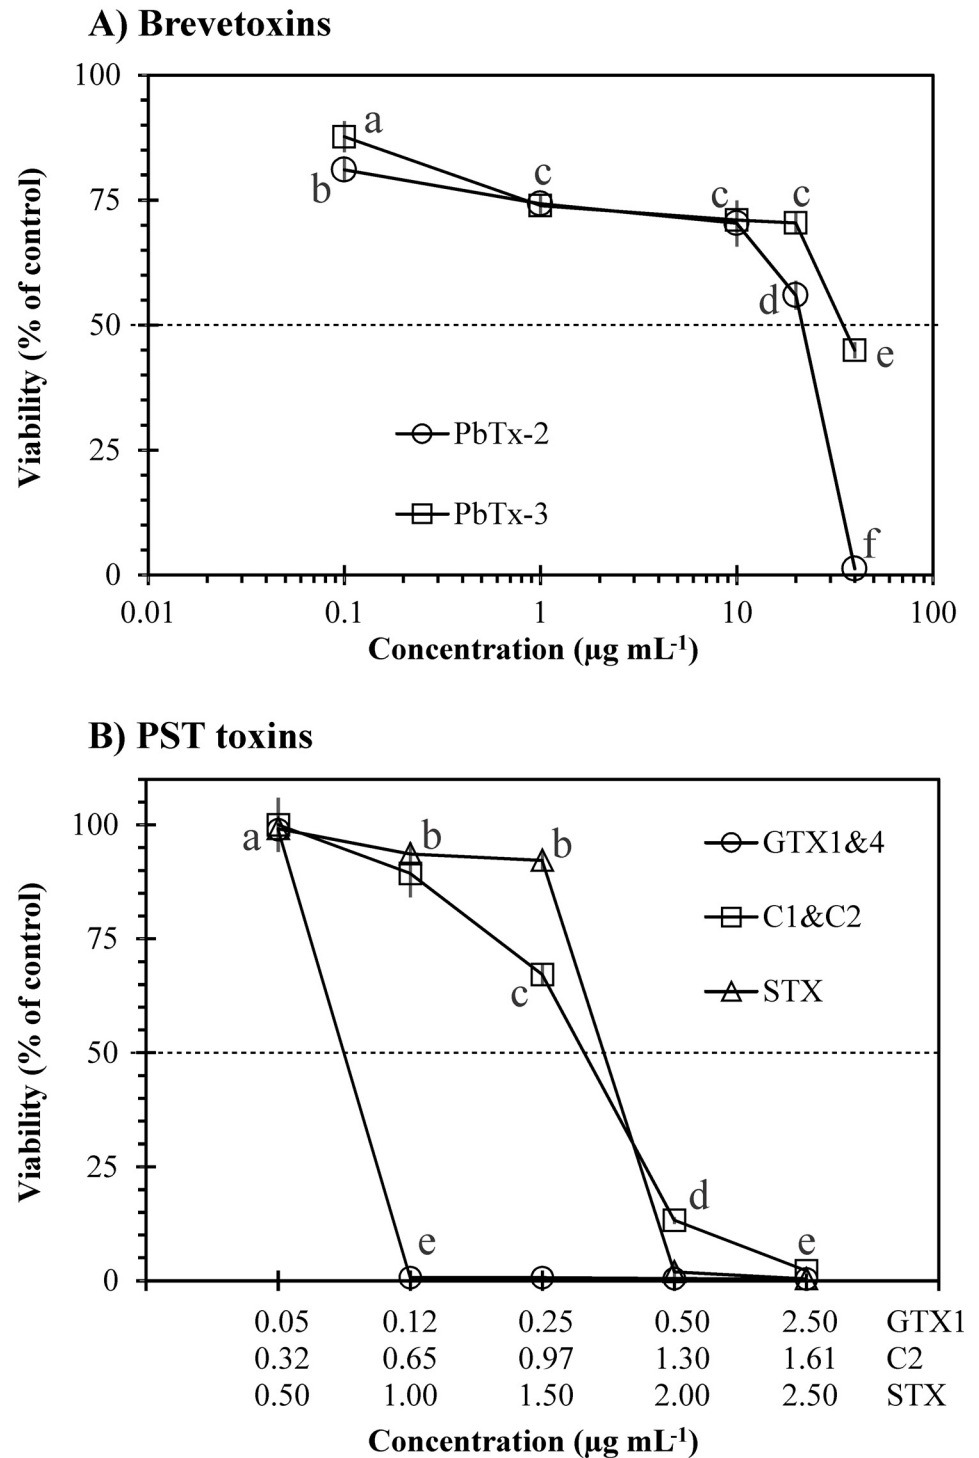 A) Brevetoxins
100
a
b
c
c
c
75
d
50
e
Viability (% of control)
PbTx-2
25
PbTx-3
f
0
0.01 0.1 1 10 100
Concentration (μg mL-1)
B) PST toxins
100
a
b
b
GTX1&4
75
C1&C2
c
STX
Viability (% of control)
50
25
d
e
e
0
0.05 0.12 0.25 0.50 2.50 GTX1
0.32 0.65 0.97 1.30 1.61 C2
0.50 1.00 1.50 2.00 2.50 STX
Concentration (μg mL-1)